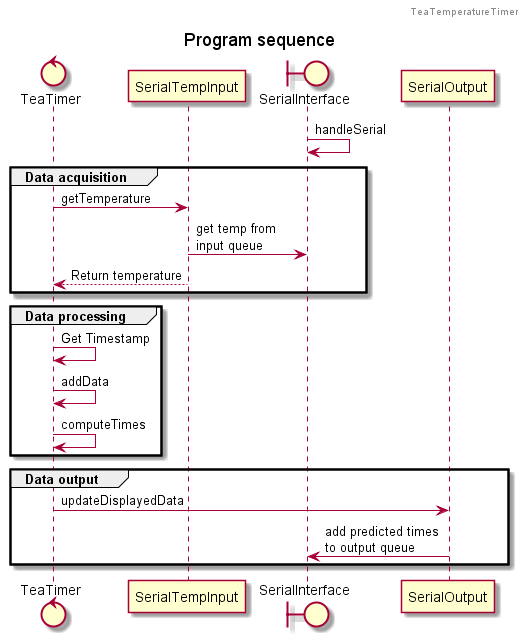 TeaTemperatureTimer
Program sequence
TeaTimer
SerialTempInput
SerialInterface
SerialOutput
handleSerial
Data acquisition
getTemperature
get temp from
input queue
Return temperature
Data processing
Get Timestamp
addData
computeTimes
Data output
updateDisplayedData
add predicted times
to output queue
TeaTimer
SerialTempInput
SerialInterface
SerialOutput